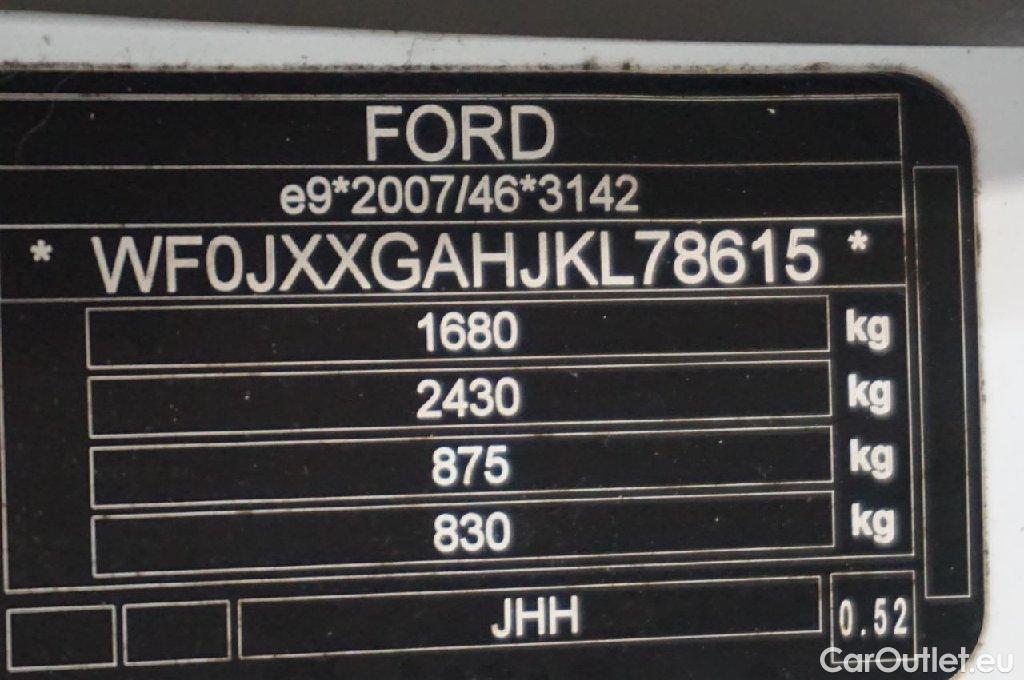 FORD
e9*2007/46*3142
* WF0JXXGAHJKL78615 *
1680 kg
2430 kg
875 kg
830 kg
JHH 0.52
CarOutlet.eu